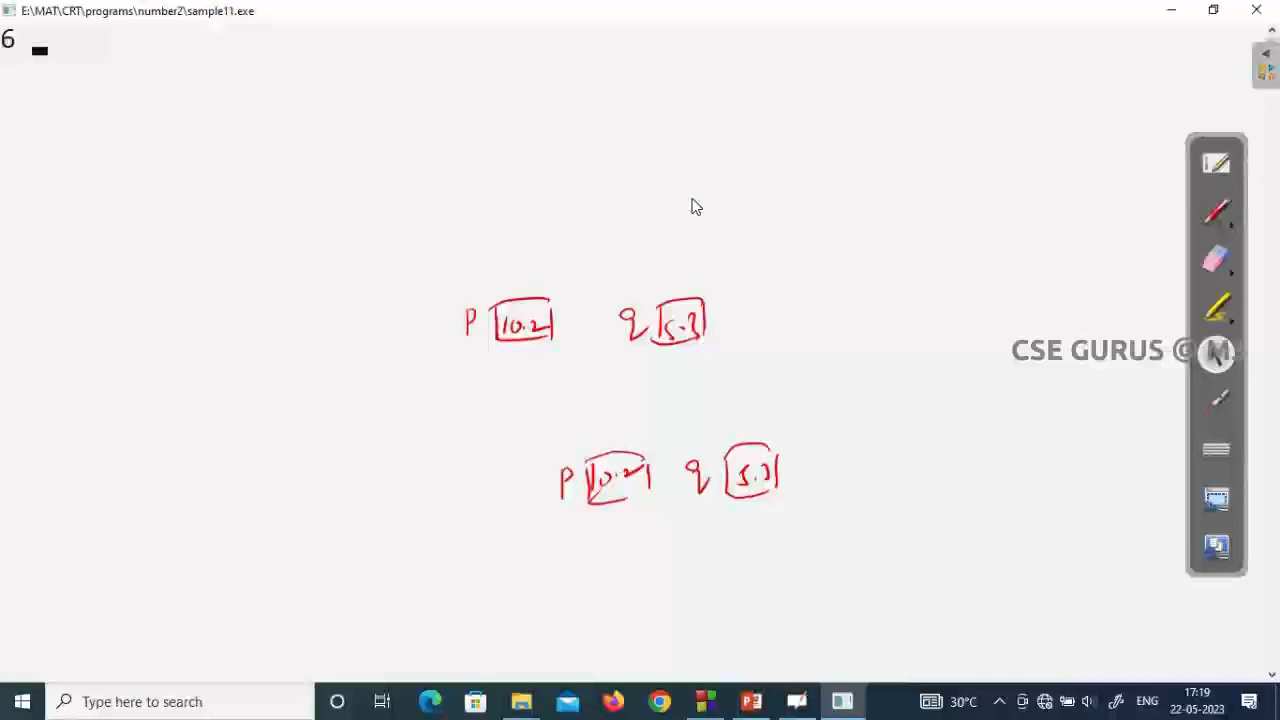 E:\MAT\CRT\programs\number2\sample11.exe
6
P 10.2 q 5.3
CSE GURUS @ M
P 10.2 q 5.3
Type here to search
30°C ENG 17:19
22-05-2023